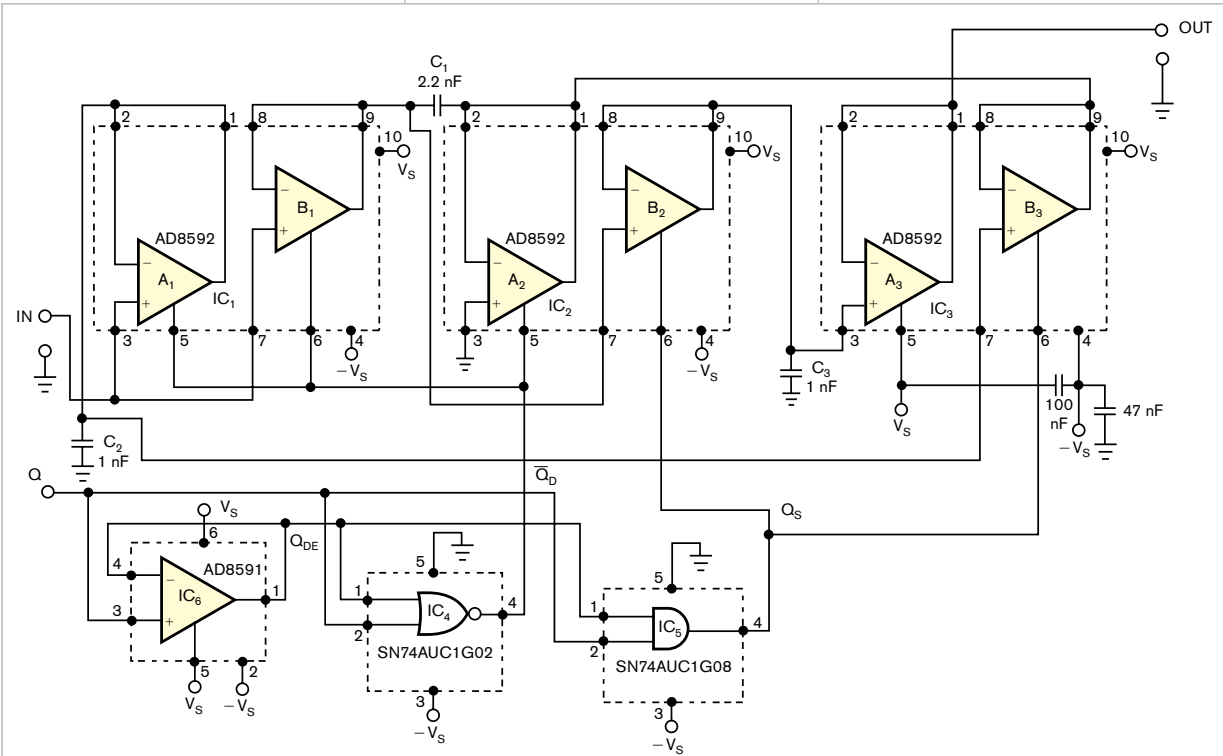 OUT
C1
2.2 nF
2
1
8
9
10
VS
2
1
8
9
10
VS
2
1
8
9
10
VS
−
B1
+
−
B2
+
−
B3
+
AD8592
AD8592
AD8592
−
A1
+
IC1
−
A2
+
IC2
−
A3
+
IC3
IN
3
5
7
6
4
−VS
3
5
7
6
4
−VS
3
5
7
6
4
C3
1 nF
VS
100
nF
−VS
47 nF
C2
1 nF
Q
Q̅D
QS
VS
6
QDE
4
AD8591
−
IC6
+
3
1
5
VS
2
−VS
5
1
2
IC4
4
SN74AUC1G02
3
−VS
5
1
2
IC5
4
SN74AUC1G08
3
−VS